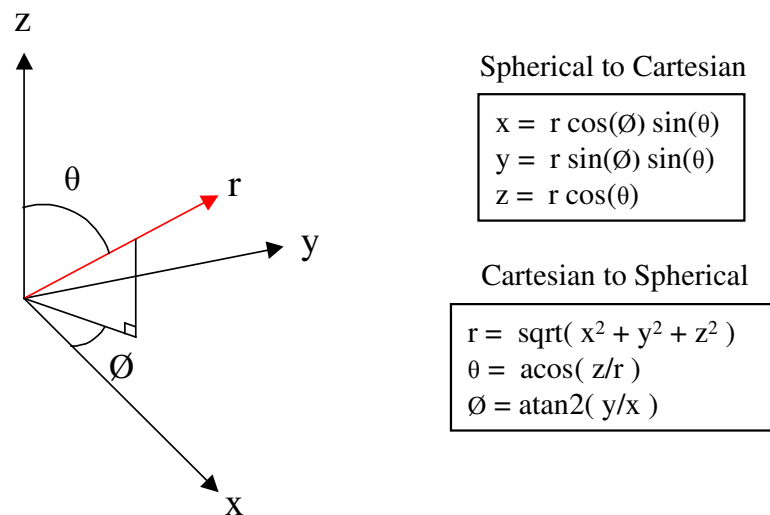 z
θ
r
y
Ø
x
Spherical to Cartesian
x = r cos(Ø) sin(θ)
y = r sin(Ø) sin(θ)
z = r cos(θ)
Cartesian to Spherical
r = sqrt( x² + y² + z² )
θ = acos( z/r )
Ø = atan2( y/x )